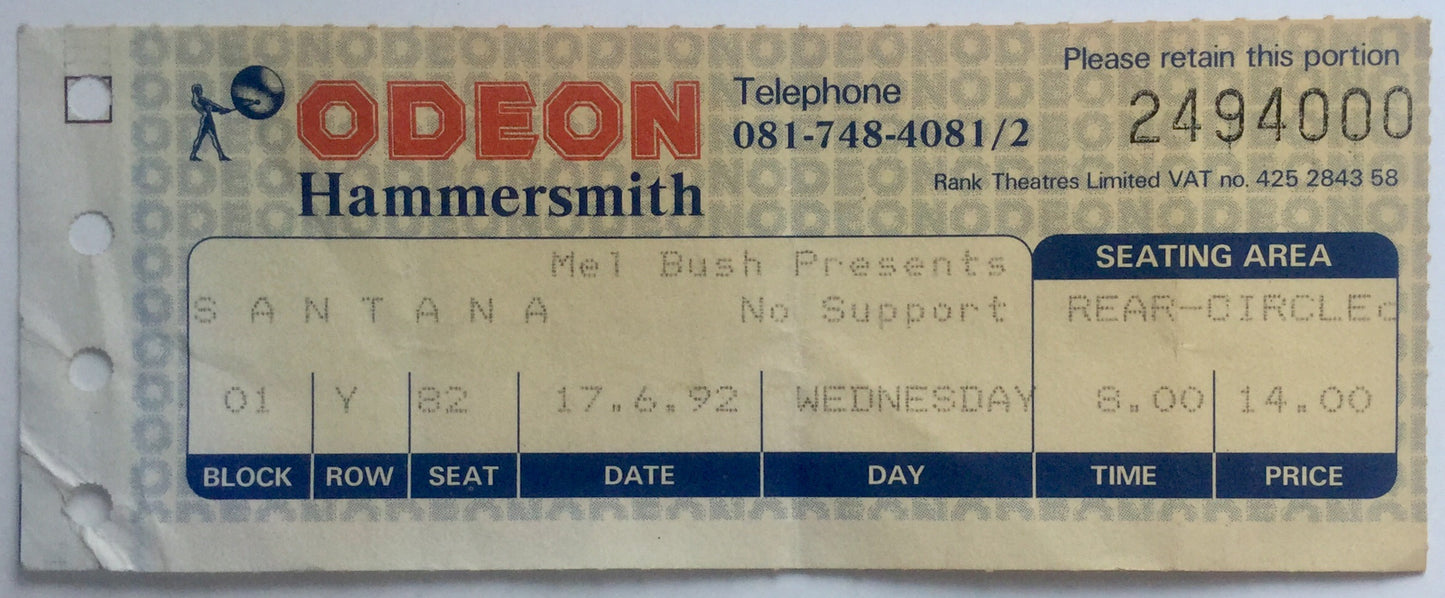 Please retain this portion
ODEON
Hammersmith
Telephone
081-748-4081/2
2494000
Rank Theatres Limited VAT no. 425 2843 58
Mel Bush Presents
SANTANA No Support
SEATING AREA
REAR-CIRCLEc
01 Y 82 17.6.92 WEDNESDAY 8.00 14.00
BLOCK ROW SEAT DATE DAY TIME PRICE